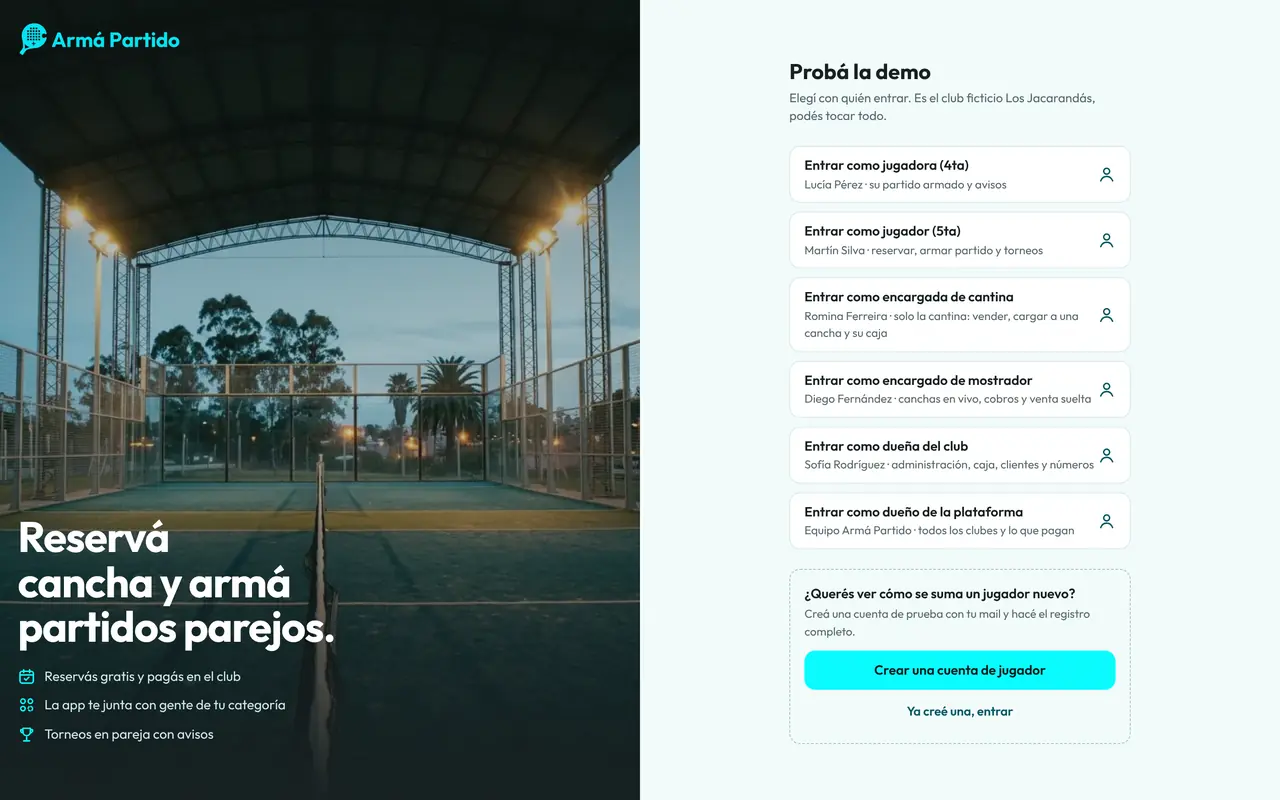 Armá Partido
Reservá
cancha y armá
partidos parejos.
Reservás gratis y pagás en el club
La app te junta con gente de tu categoría
Torneos en pareja con avisos
Probá la demo
Elegí con quién entrar. Es el club ficticio Los Jacarandás,
podés tocar todo.
Entrar como jugadora (4ta)
Lucía Pérez · su partido armado y avisos
Entrar como jugador (5ta)
Martín Silva · reservar, armar partido y torneos
Entrar como encargada de cantina
Romina Ferreira · solo la cantina: vender, cargar a una
cancha y su caja
Entrar como encargado de mostrador
Diego Fernández · canchas en vivo, cobros y venta suelta
Entrar como dueña del club
Sofía Rodríguez · administración, caja, clientes y números
Entrar como dueño de la plataforma
Equipo Armá Partido · todos los clubes y lo que pagan
¿Querés ver cómo se suma un jugador nuevo?
Creá una cuenta de prueba con tu mail y hacé el registro
completo.
Crear una cuenta de jugador
Ya creé una, entrar